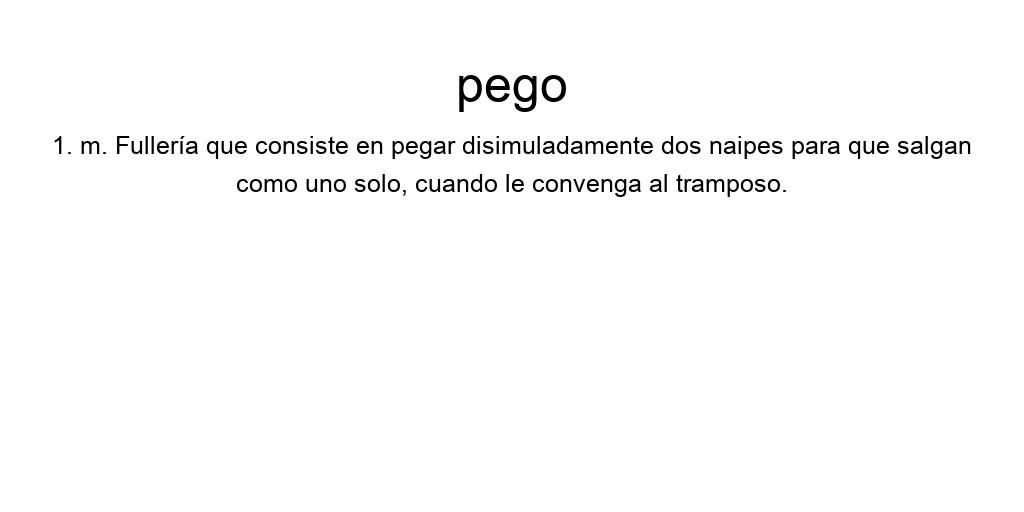 pego
1. m. Fullería que consiste en pegar disimuladamente dos naipes para que salgan
como uno solo, cuando le convenga al tramposo.